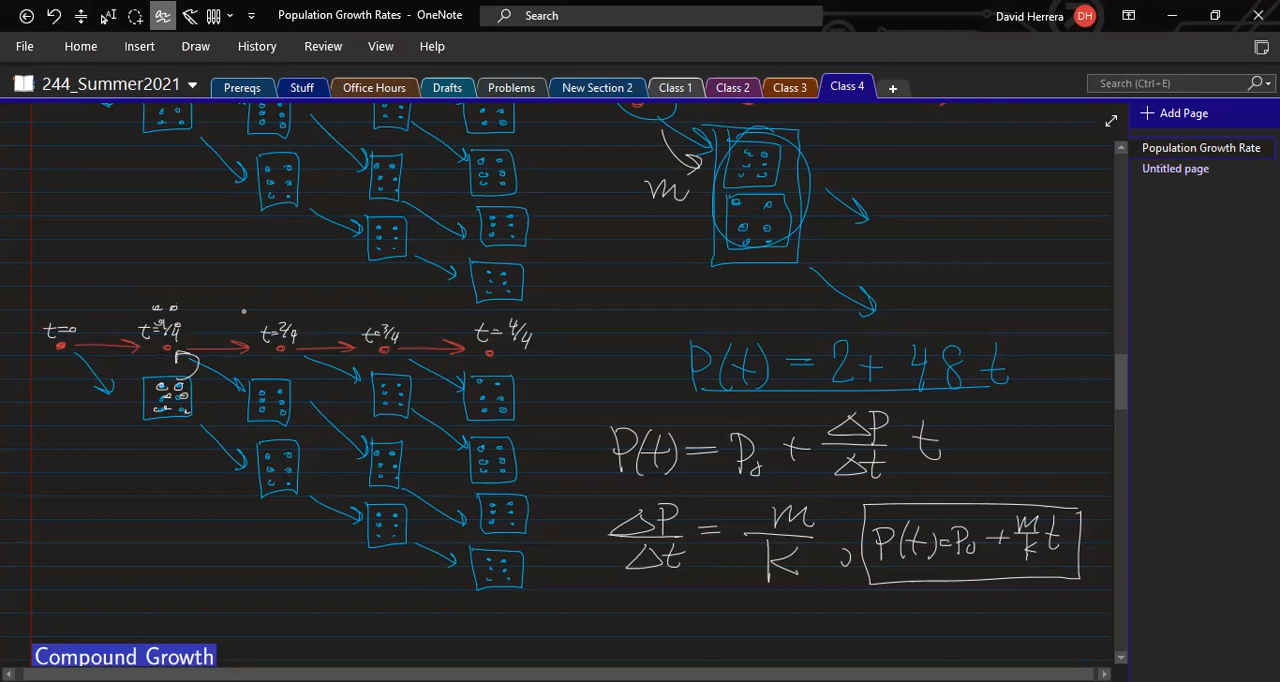 Population Growth Rates - OneNote
Search
David Herrera DH
File Home Insert Draw History Review View Help
244_Summer2021 Prereqs Stuff Office Hours Drafts Problems New Section 2 Class 1 Class 2 Class 3 Class 4
Search (Ctrl+E)
Add Page
Population Growth Rate
Untitled page
m
t=0 t=1/4 t=2/4 t=3/4 t=4/4
P(t) = 2 + 48 t
P(t) = P₀ + ΔP/Δt t
ΔP/Δt = m/K , P(t)=P₀ + m/k t
Compound Growth